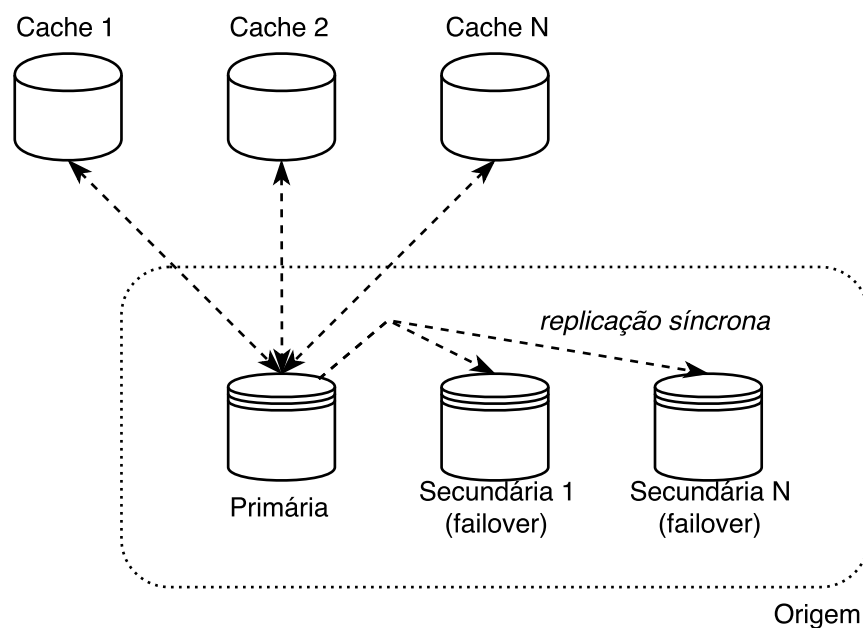 Cache 1
Cache 2
Cache N
replicação síncrona
Primária
Secundária 1
(failover)
Secundária N
(failover)
Origem